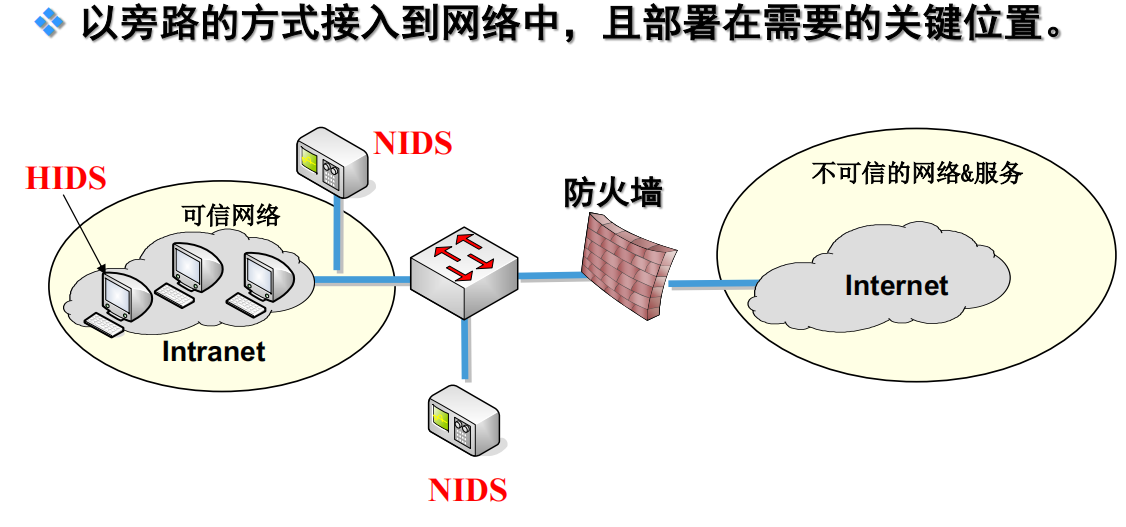 以旁路的方式接入到网络中，且部署在需要的关键位置。
NIDS
HIDS
可信网络
防火墙
不可信的网络&服务
Internet
Intranet
NIDS